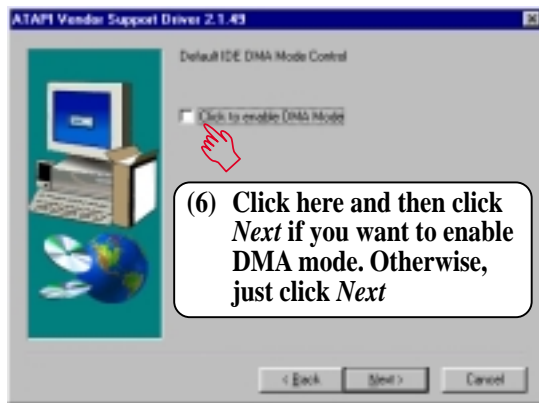 ATAPI Vendor Support Driver 2.1.49
Default IDE DMA Mode Control
Click to enable DMA Mode
(6) Click here and then click
Next if you want to enable
DMA mode. Otherwise,
just click Next
< Back
Next >
Cancel